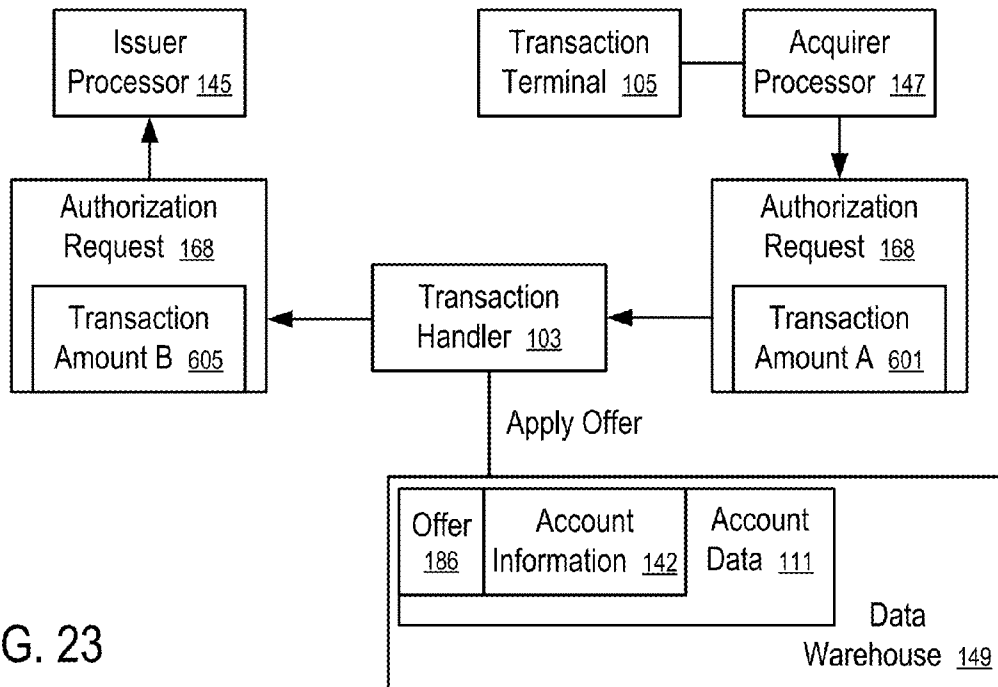 Issuer
Processor 145
Transaction
Terminal 105
Acquirer
Processor 147
Authorization
Request 168
Transaction
Amount B 605
Transaction
Handler 103
Authorization
Request 168
Transaction
Amount A 601
Apply Offer
Offer
186
Account
Information 142
Account
Data 111
Data
Warehouse 149
G. 23